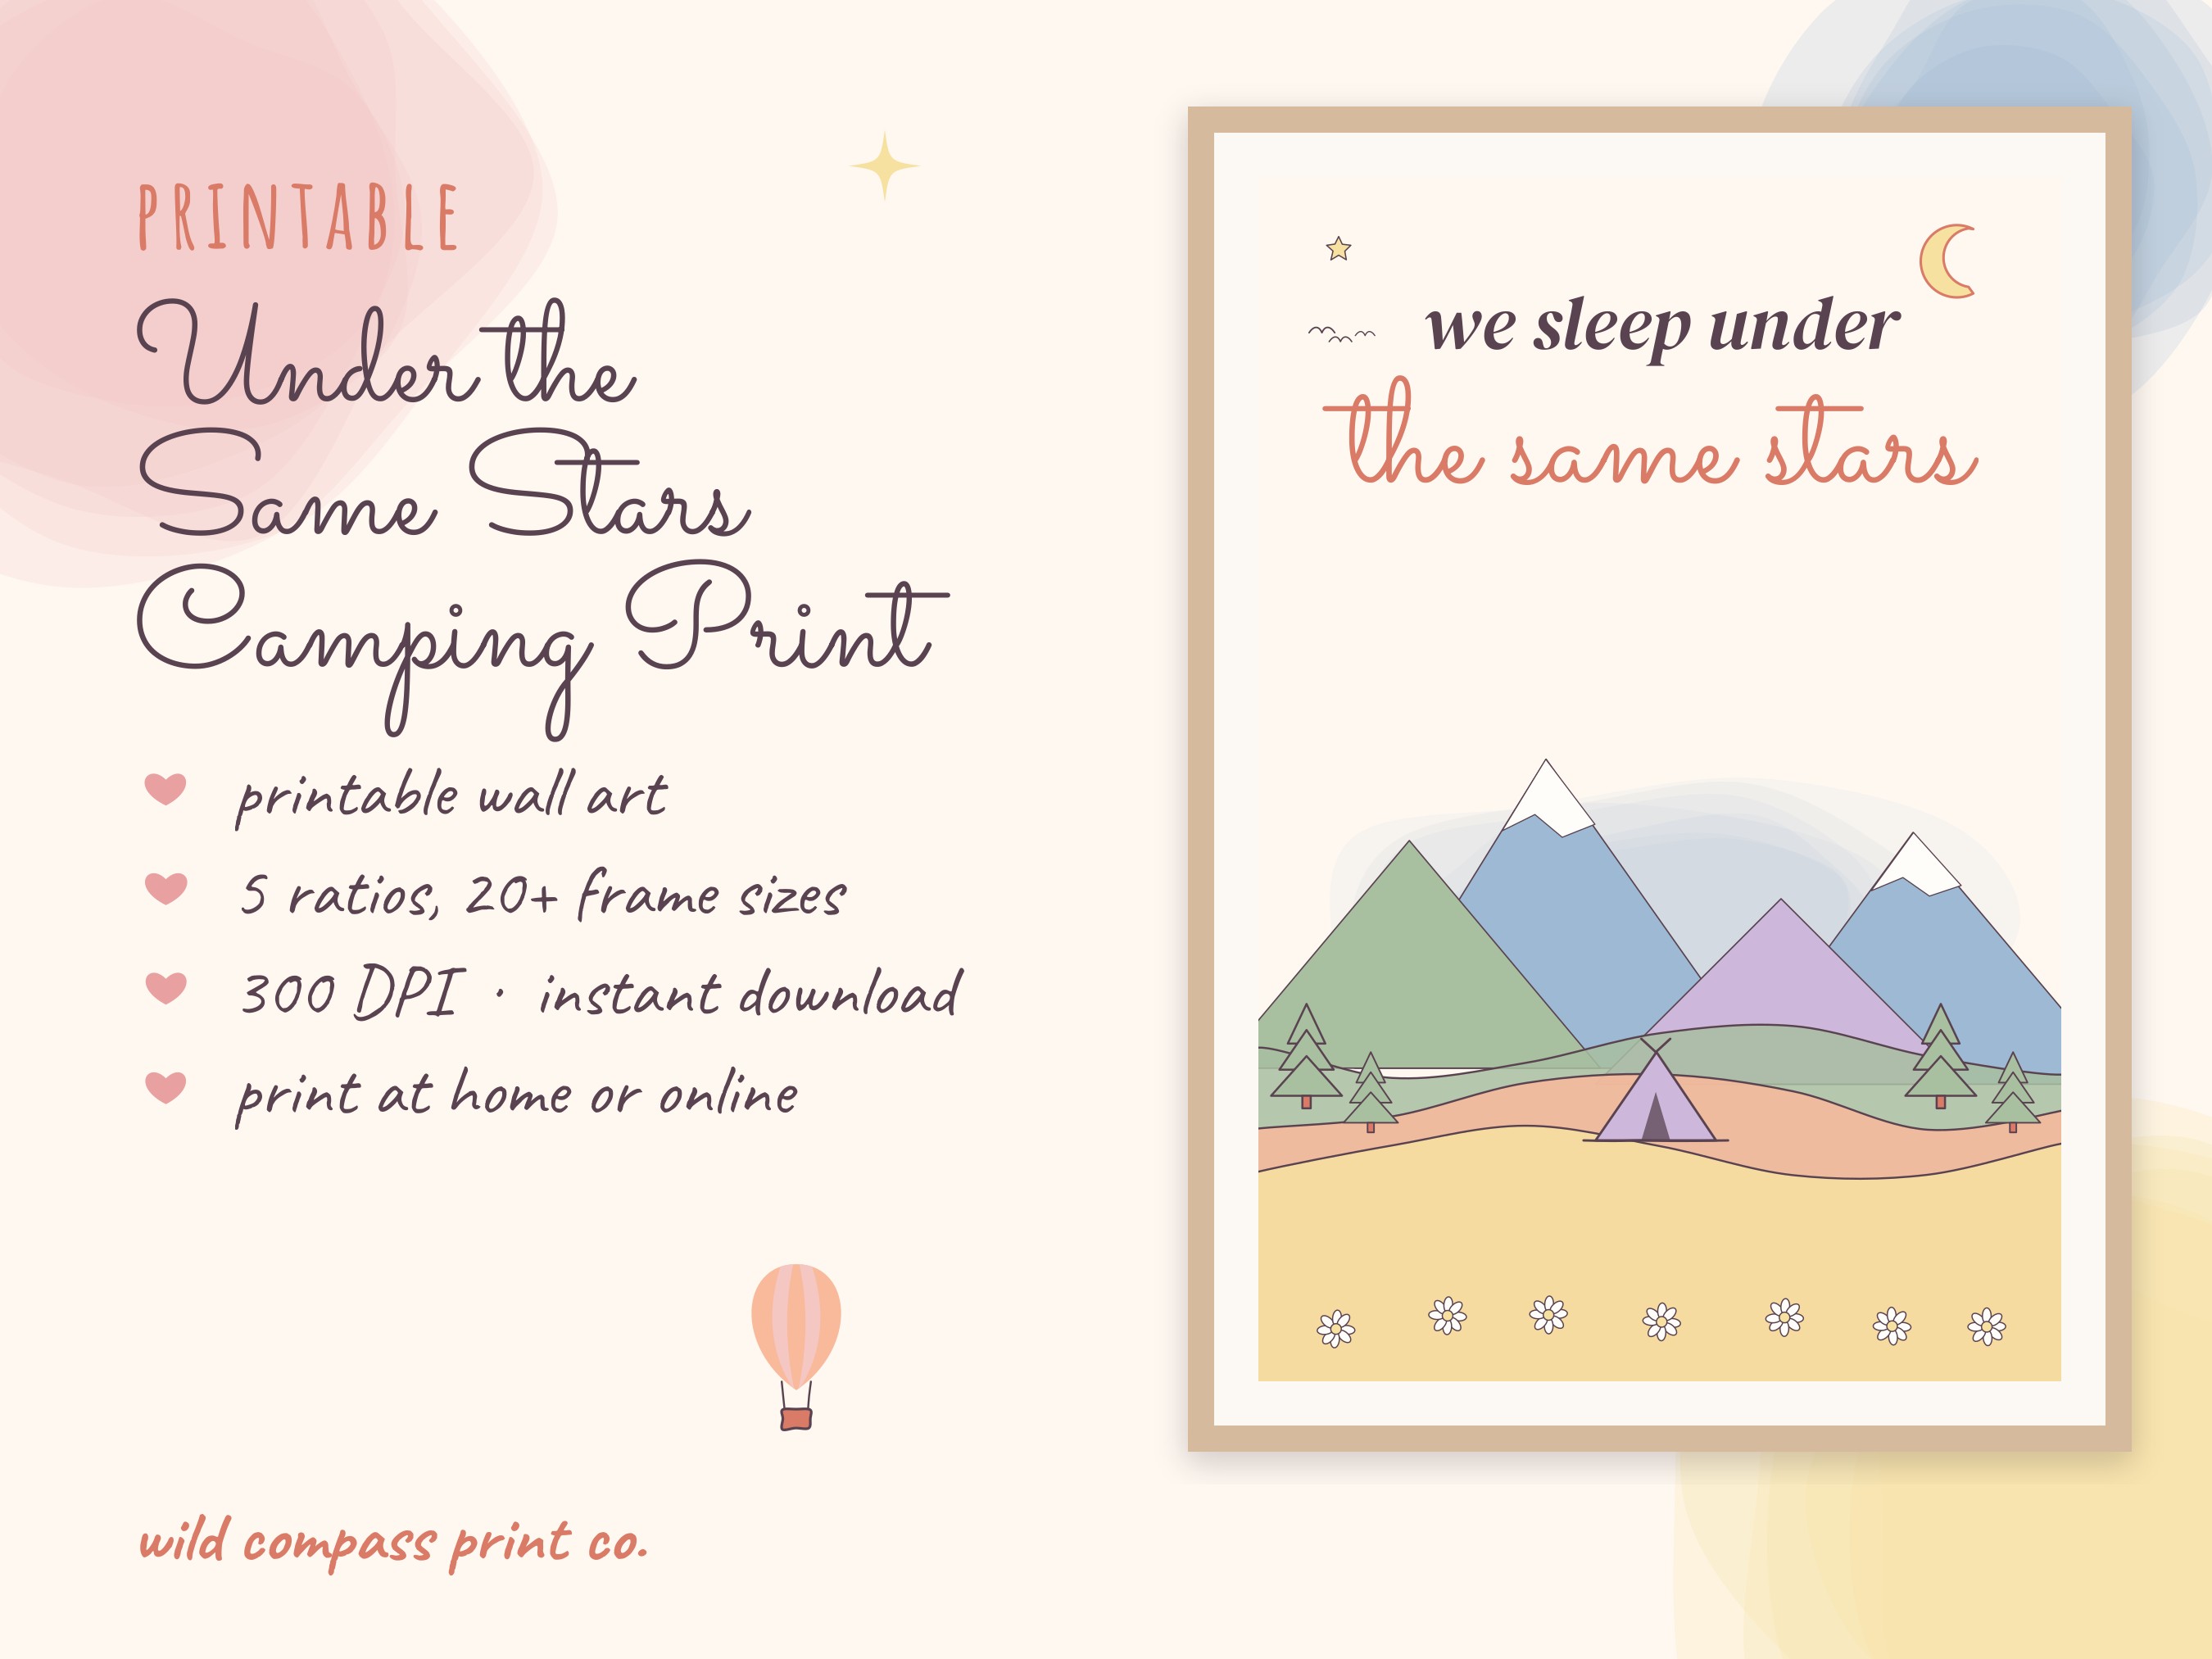 PRINTABLE
Under the
Same Stars
Camping Print
printable wall art
5 ratios, 20+ frame sizes
300 DPI · instant download
print at home or online
wild compass print co.
we sleep under
the same stars